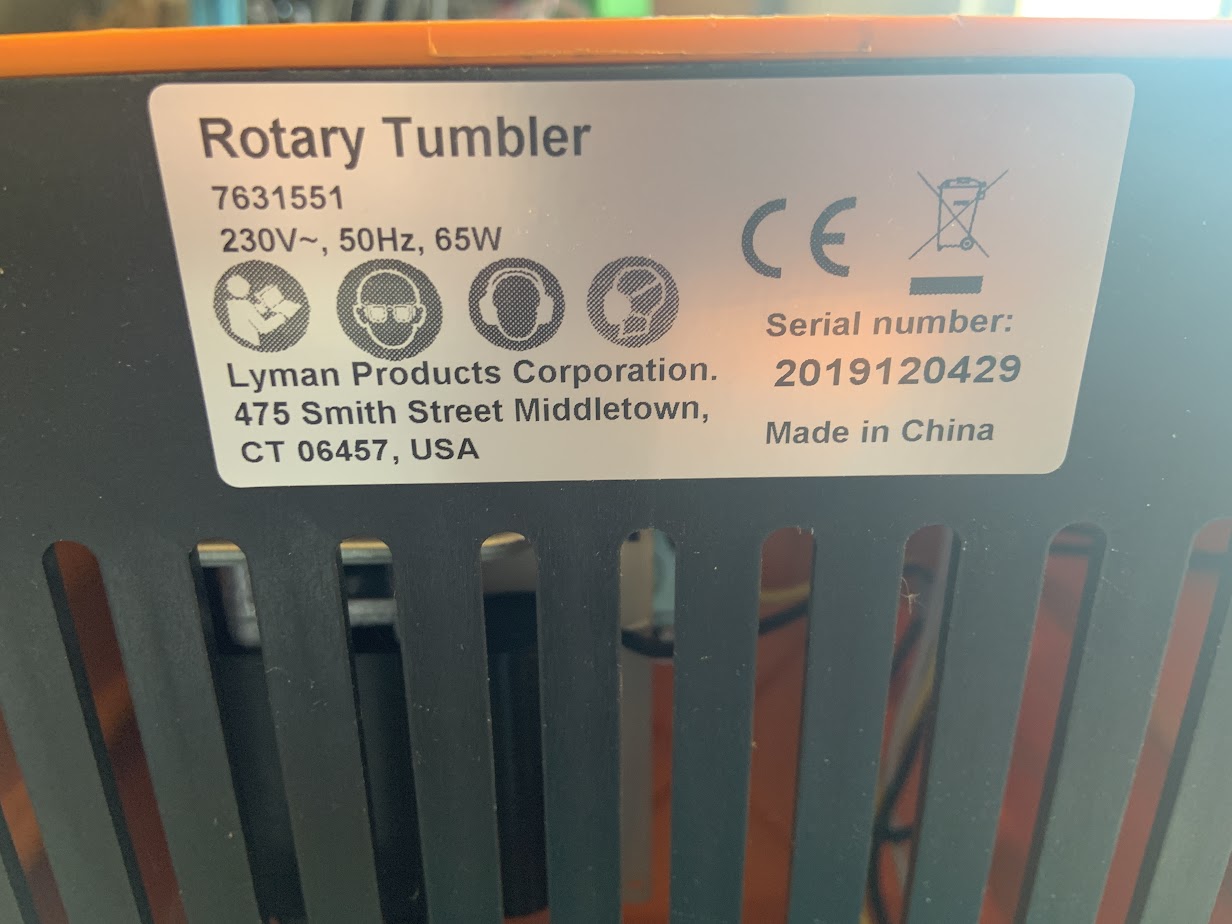 Rotary Tumbler
7631551
230V~, 50Hz, 65W
Lyman Products Corporation.
475 Smith Street Middletown,
CT 06457, USA
CE
Serial number:
2019120429
Made in China